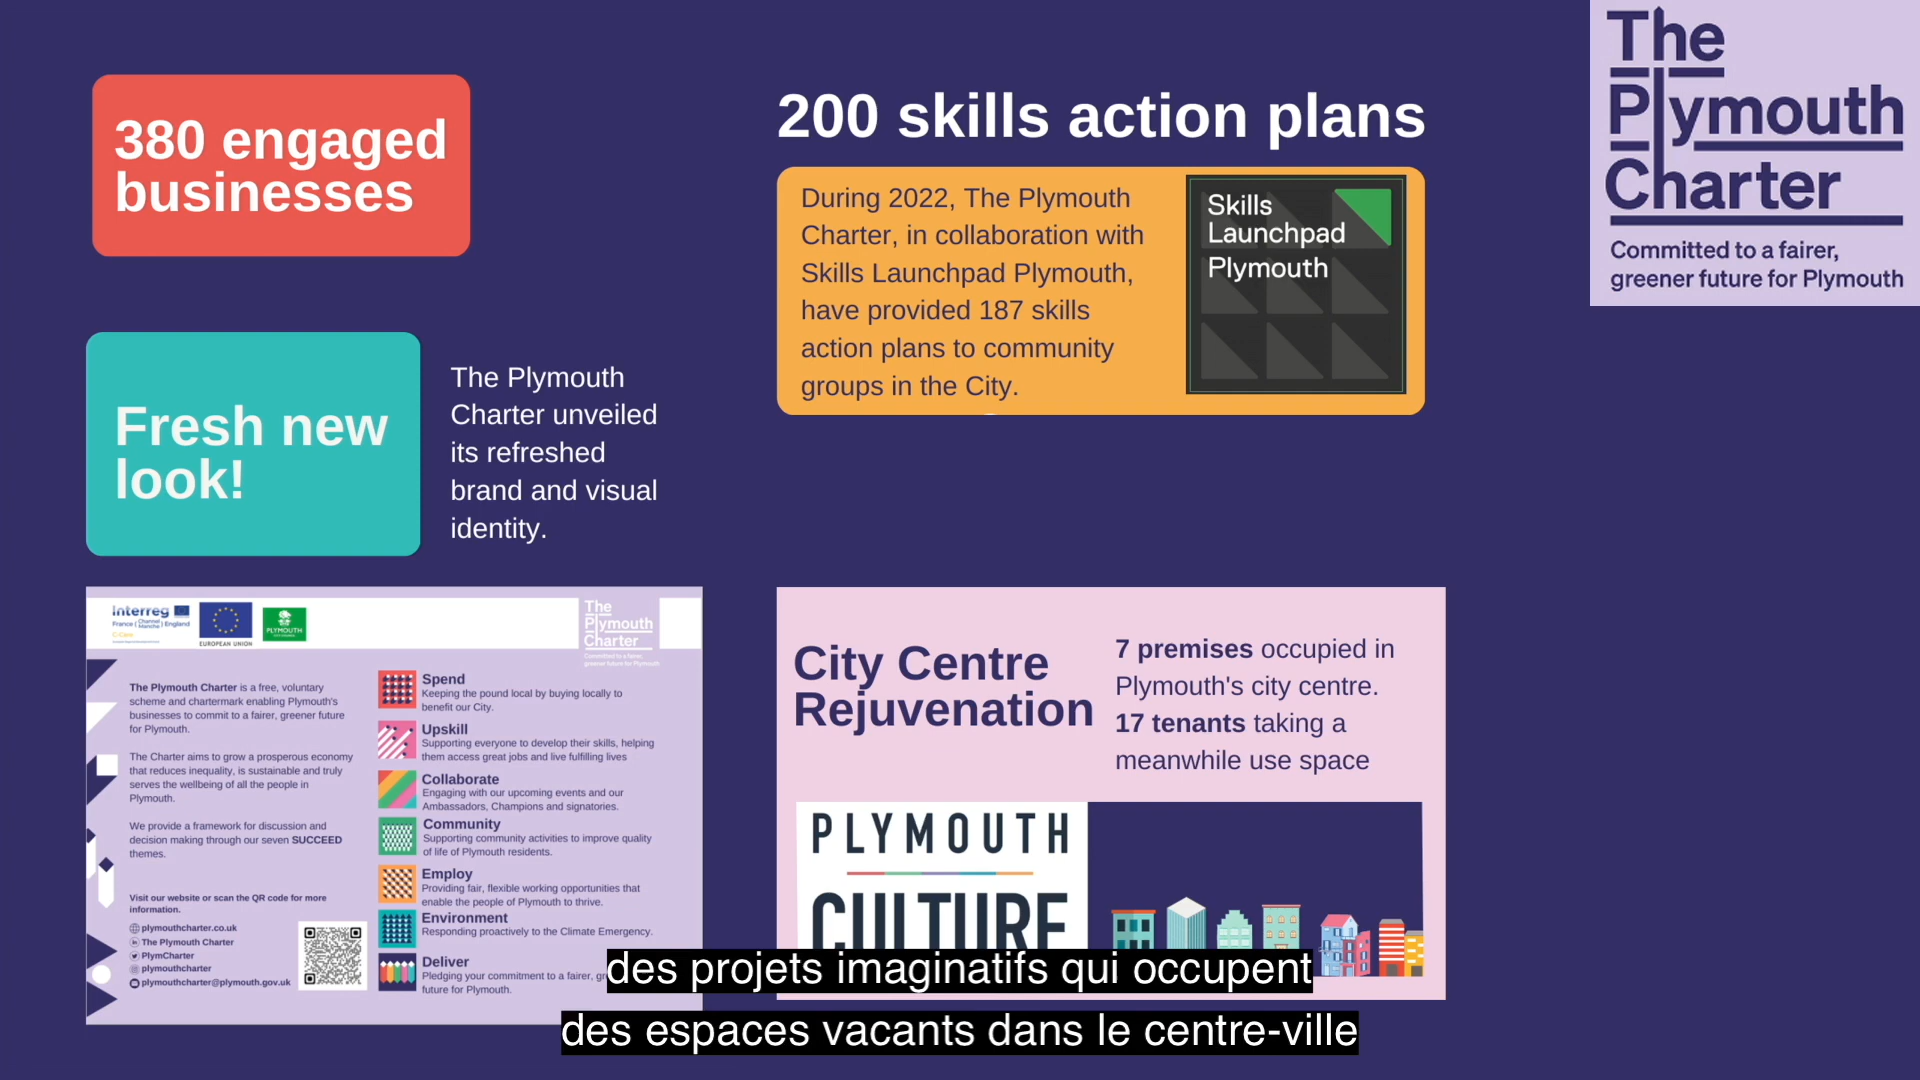 380 engaged
businesses
200 skills action plans
During 2022, The Plymouth
Charter, in collaboration with
Skills Launchpad Plymouth,
have provided 187 skills
action plans to community
groups in the City.
Skills
Launchpad
Plymouth
The
Plymouth
Charter
Committed to a fairer,
greener future for Plymouth
Fresh new
look!
The Plymouth
Charter unveiled
its refreshed
brand and visual
identity.
Interreg
EUROPEAN UNION
PLYMOUTH
The
Plymouth
Charter
Committed to a fairer,
greener future for Plymouth
The Plymouth Charter is a free, voluntary
scheme and chartermark enabling Plymouth's
businesses to commit to a fairer, greener future
for Plymouth.
The Charter aims to grow a prosperous economy
that reduces inequality, is sustainable and truly
serves the wellbeing of all the people in
Plymouth.
We provide a framework for discussion and
decision making through our seven SUCCEED
themes.
Visit our website or scan the QR code for more
information.
plymouthcharter.co.uk
The Plymouth Charter
PlymCharter
plymouthcharter
plymouthcharter@plymouth.gov.uk
Spend
Keeping the pound local by buying locally to
benefit our City.
Upskill
Supporting everyone to develop their skills, helping
them access great jobs and live fulfilling lives
Collaborate
Engaging with our upcoming events and our
Ambassadors, Champions and signatories.
Community
Supporting community activities to improve quality
of life of Plymouth residents.
Employ
Providing fair, flexible working opportunities that
enable the people of Plymouth to thrive.
Environment
Responding proactively to the Climate Emergency.
Deliver
Pledging your commitment to a fairer,
future for Plymouth.
City Centre
Rejuvenation
7 premises occupied in
Plymouth's city centre.
17 tenants taking a
meanwhile use space
PLYMOUTH
CULTURE
des projets imaginatifs qui occupent
des espaces vacants dans le centre-ville